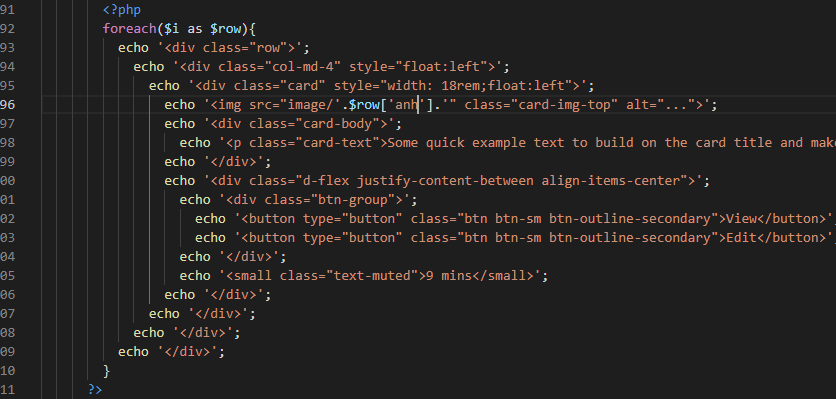 91 <?php
92 foreach($i as $row){
93 echo '<div class="row">';
94 echo '<div class="col-md-4" style="float:left">';
95 echo '<div class="card" style="width: 18rem;float:left">';
96 echo '<img src="image/'.$row['anh'].'" class="card-img-top" alt="...">';
97 echo '<div class="card-body">';
98 echo '<p class="card-text">Some quick example text to build on the card title and mak
99 echo '</div>';
00 echo '<div class="d-flex justify-content-between align-items-center">';
01 echo '<div class="btn-group">';
02 echo '<button type="button" class="btn btn-sm btn-outline-secondary">View</button>'
03 echo '<button type="button" class="btn btn-sm btn-outline-secondary">Edit</button>'
04 echo '</div>';
05 echo '<small class="text-muted">9 mins</small>';
06 echo '</div>';
07 echo '</div>';
08 echo '</div>';
09 echo '</div>';
10 }
11 ?>